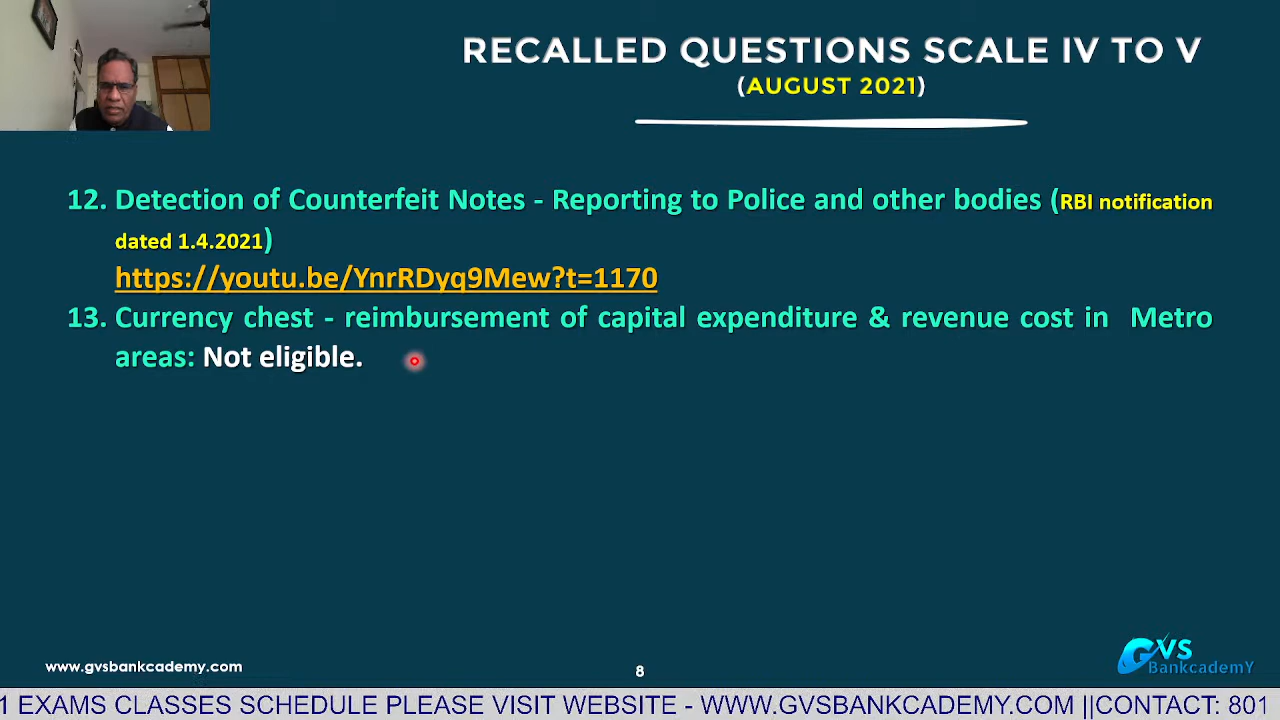 RECALLED QUESTIONS SCALE IV TO V
(AUGUST 2021)
12. Detection of Counterfeit Notes - Reporting to Police and other bodies (RBI notification
dated 1.4.2021)
https://youtu.be/YnrRDyq9Mew?t=1170
13. Currency chest - reimbursement of capital expenditure & revenue cost in Metro
areas: Not eligible.
www.gvsbankcademy.com
8
GVS
BankcademY
1 EXAMS CLASSES SCHEDULE PLEASE VISIT WEBSITE - WWW.GVSBANKCADEMY.COM ||CONTACT: 801